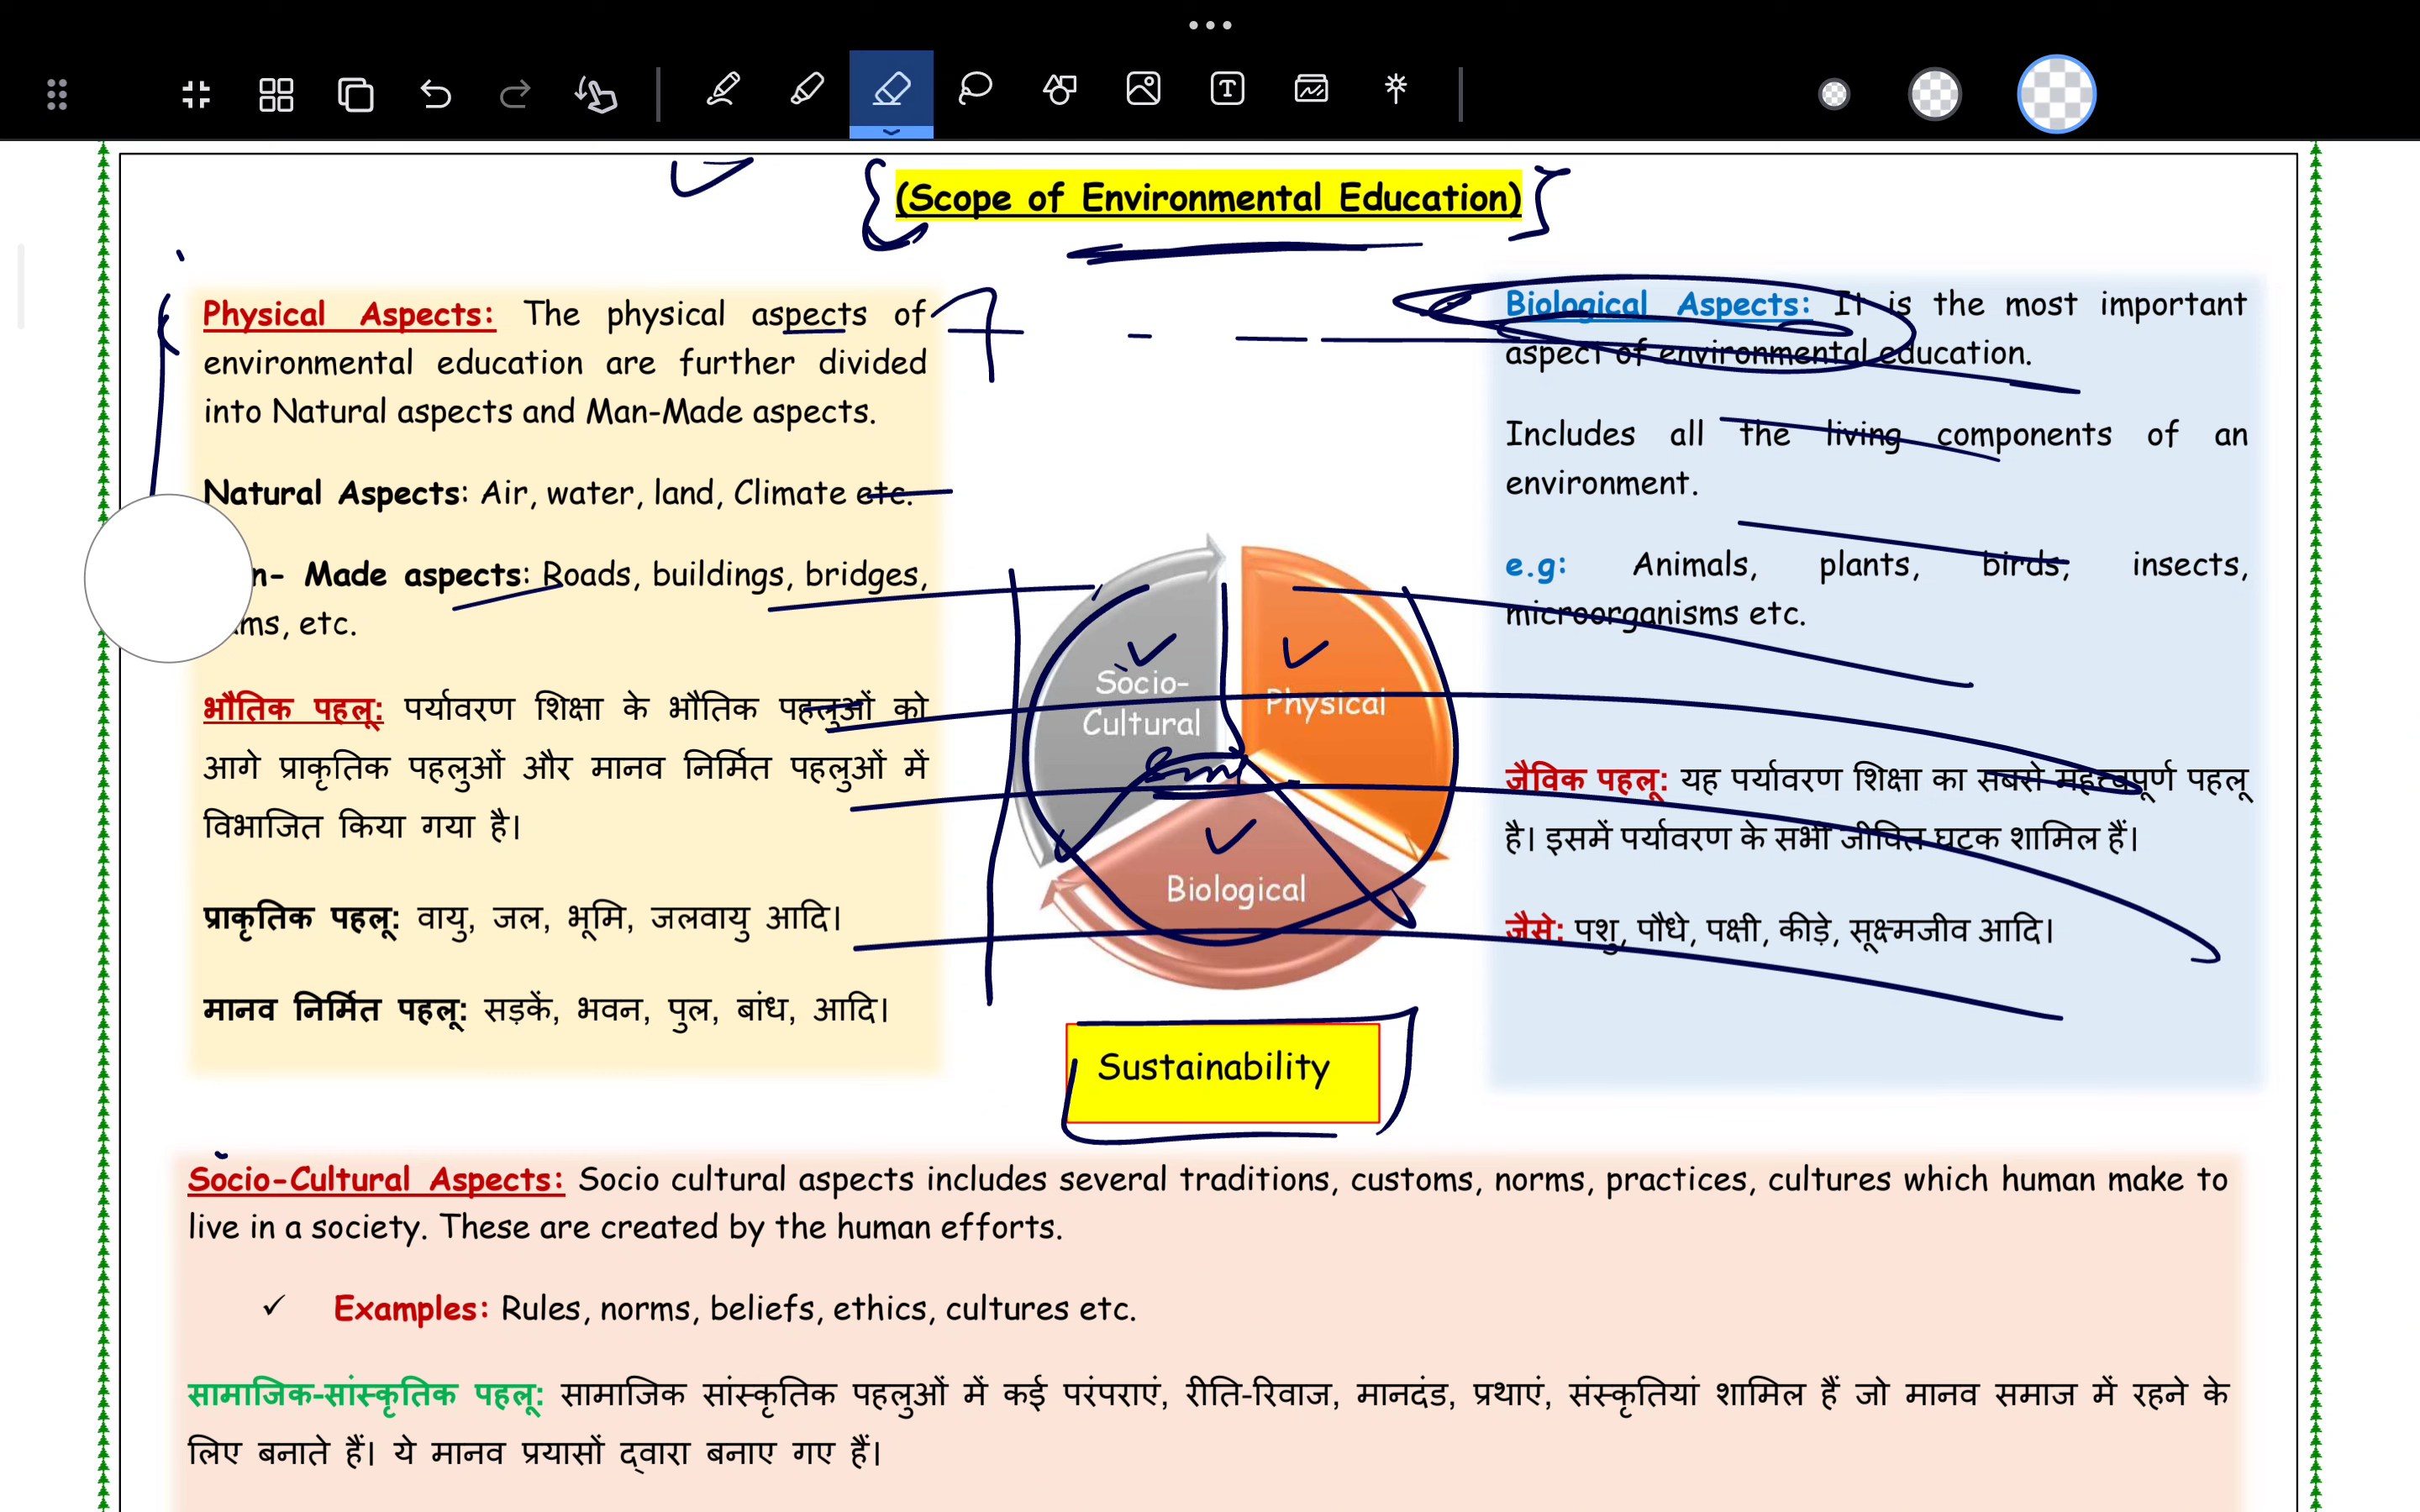 (Scope of Environmental Education)
Physical Aspects: The physical aspects of
environmental education are further divided
into Natural aspects and Man-Made aspects.
Natural Aspects: Air, water, land, Climate etc.
n- Made aspects: Roads, buildings, bridges,
ms, etc.
भौतिक पहलू: पर्यावरण शिक्षा के भौतिक पहलुओं को
आगे प्राकृतिक पहलुओं और मानव निर्मित पहलुओं में
विभाजित किया गया है।
प्राकृतिक पहलू: वायु, जल, भूमि, जलवायु आदि।
मानव निर्मित पहलू: सड़कें, भवन, पुल, बांध, आदि।
Socio-
Cultural
Physical
Biological
Sustainability
Biological Aspects: It is the most important
aspect of environmental education.
Includes all the living components of an
environment.
e.g: Animals, plants, birds, insects,
microorganisms etc.
जैविक पहलू: यह पर्यावरण शिक्षा का सबसे महत्वपूर्ण पहलू
है। इसमें पर्यावरण के सभी जीवित घटक शामिल हैं।
जैसे: पशु, पौधे, पक्षी, कीड़े, सूक्ष्मजीव आदि।
Socio-Cultural Aspects: Socio cultural aspects includes several traditions, customs, norms, practices, cultures which human make to
live in a society. These are created by the human efforts.
✓ Examples: Rules, norms, beliefs, ethics, cultures etc.
सामाजिक-सांस्कृतिक पहलू: सामाजिक सांस्कृतिक पहलुओं में कई परंपराएं, रीति-रिवाज, मानदंड, प्रथाएं, संस्कृतियां शामिल हैं जो मानव समाज में रहने के
लिए बनाते हैं। ये मानव प्रयासों द्वारा बनाए गए हैं।